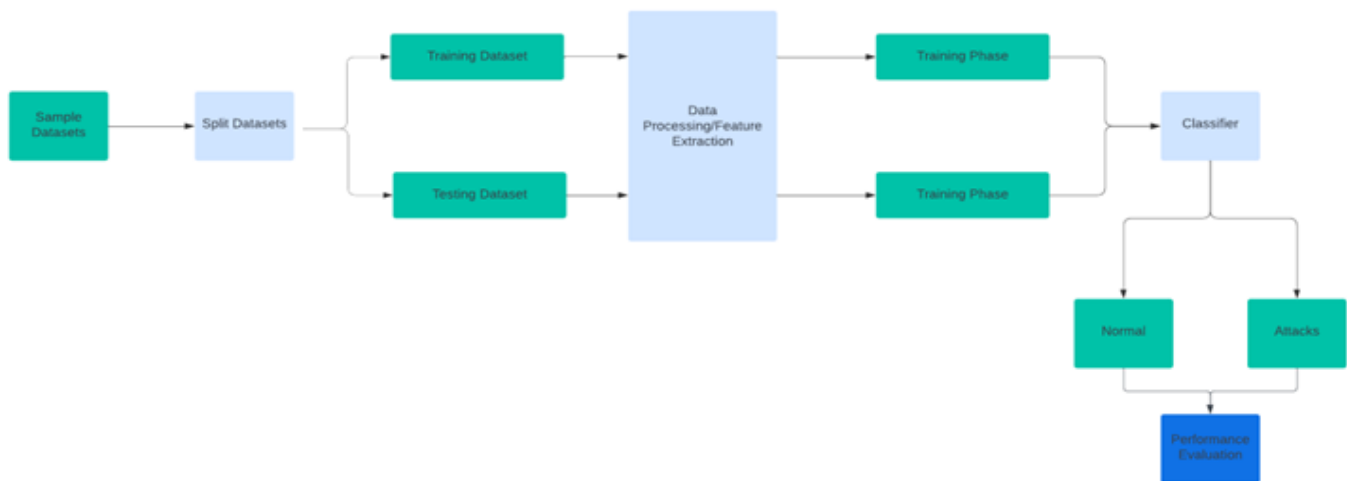 Sample
Datasets
Split Datasets
Training Dataset
Testing Dataset
Data
Processing/Feature
Extraction
Training Phase
Training Phase
Classifier
Normal
Attacks
Performance
Evaluation